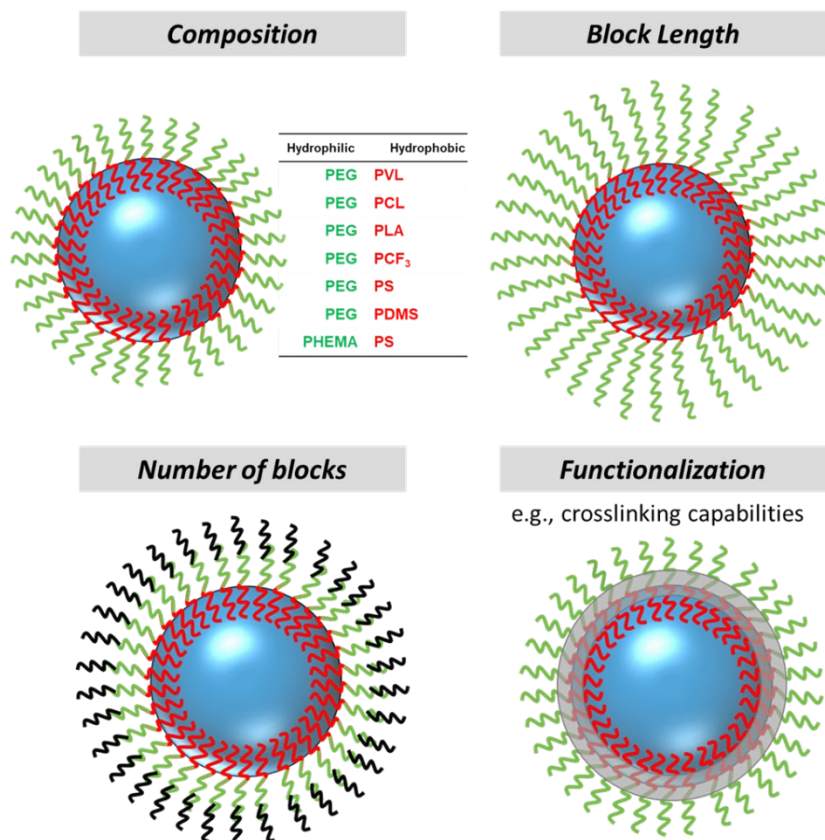 Composition
Hydrophilic Hydrophobic
PEG PVL
PEG PCL
PEG PLA
PEG PCF₃
PEG PS
PEG PDMS
PHEMA PS
Block Length
Number of blocks
Functionalization
e.g., crosslinking capabilities